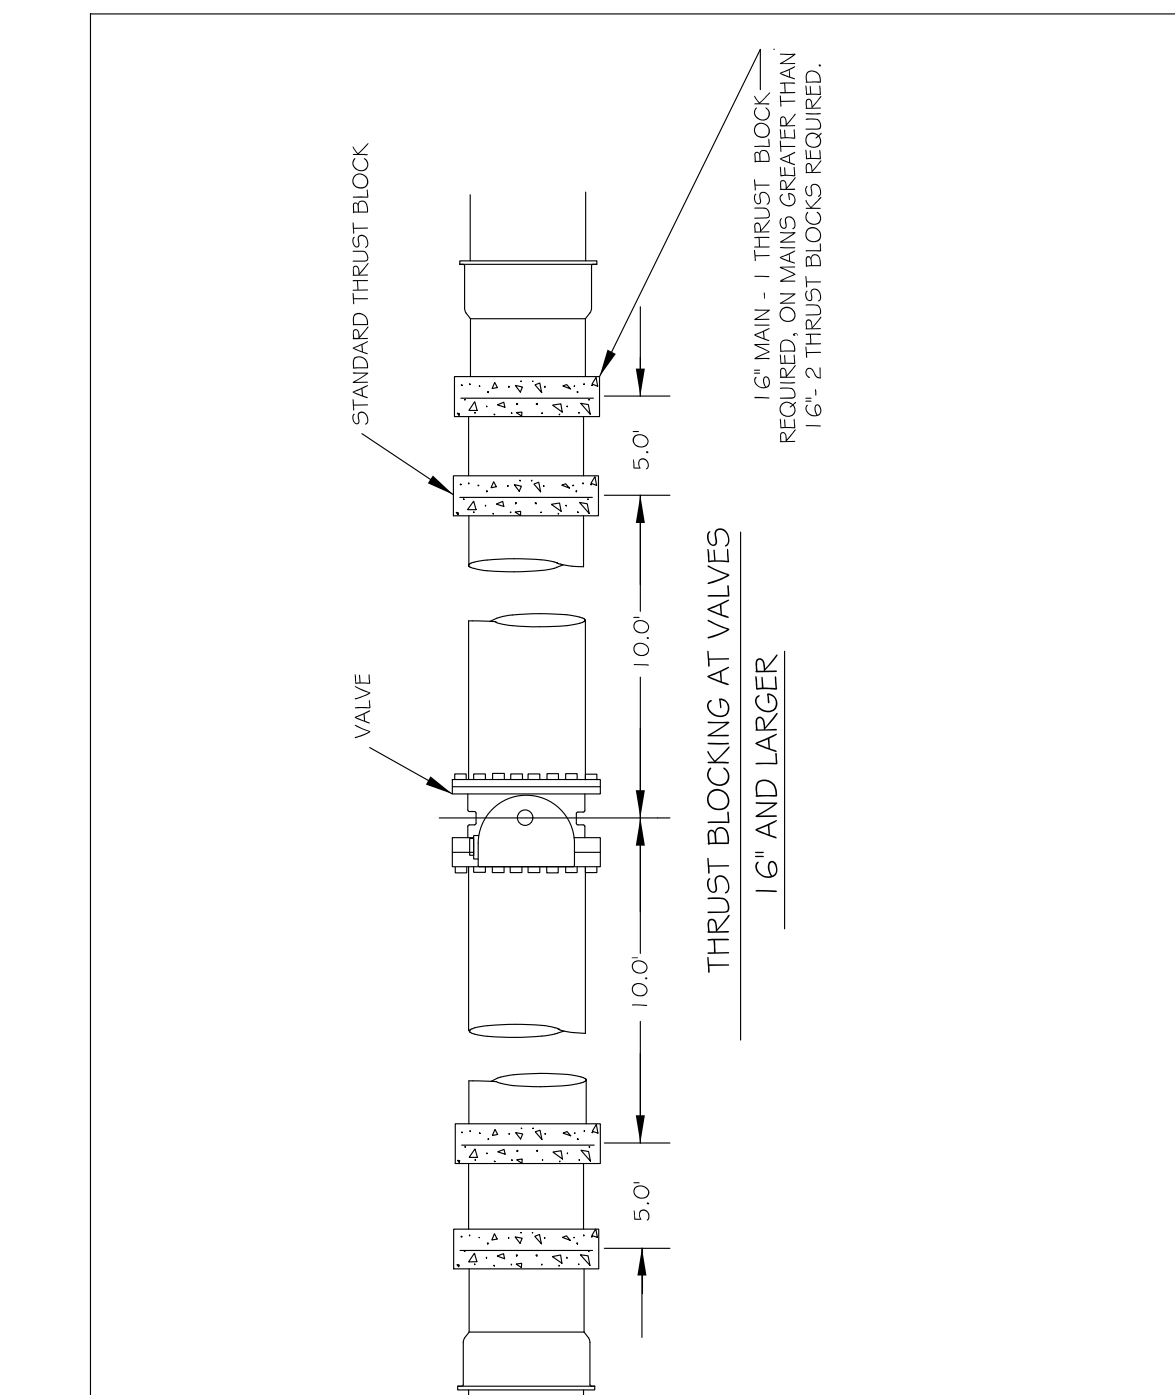 STANDARD THRUST BLOCK
VALVE
5.0'
10.0'
10.0'
5.0'
THRUST BLOCKING AT VALVES
16" AND LARGER
16" MAIN - 1 THRUST BLOCK
REQUIRED, ON MAINS GREATER THAN
16"- 2 THRUST BLOCKS REQUIRED.